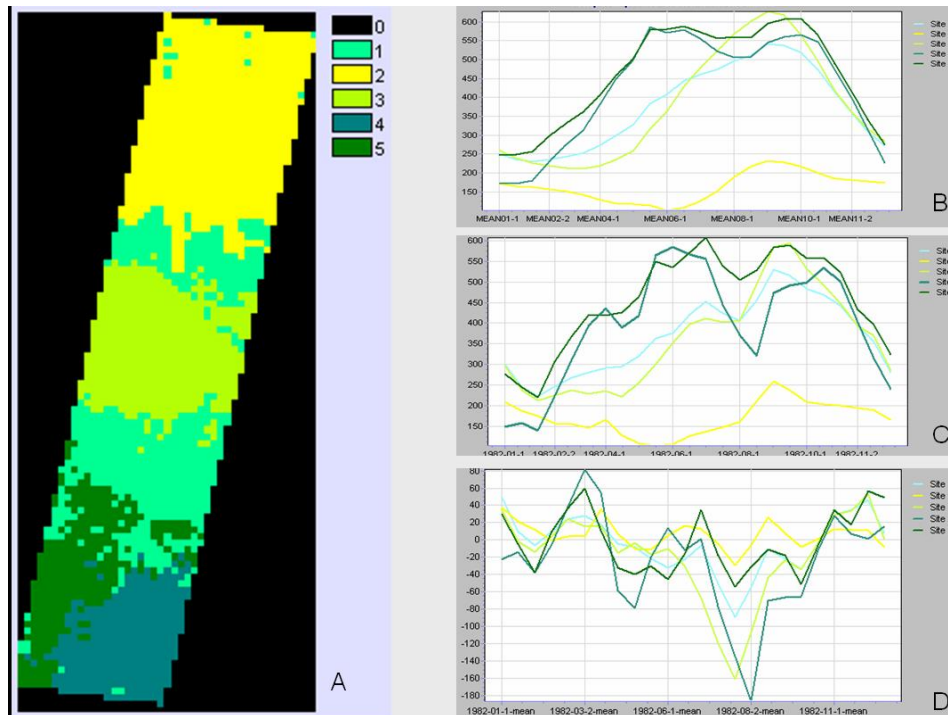 0
1
2
3
4
5
A
600
550
500
450
400
350
300
250
200
150
MEAN01-1 MEAN02-2 MEAN04-1 MEAN06-1 MEAN08-1 MEAN10-1 MEAN11-2
Site
Site
Site
Site
Site
B
600
550
500
450
400
350
300
250
200
150
1982-01-1 1982-02-2 1982-04-1 1982-06-1 1982-08-1 1982-10-1 1982-11-2
Site
Site
Site
Site
Site
C
80
60
40
20
0
-20
-40
-60
-80
-100
-120
-140
-160
-180
1982-01-1-mean 1982-03-2-mean 1982-06-1-mean 1982-08-2-mean 1982-11-1-mean
Site
Site
Site
Site
Site
D